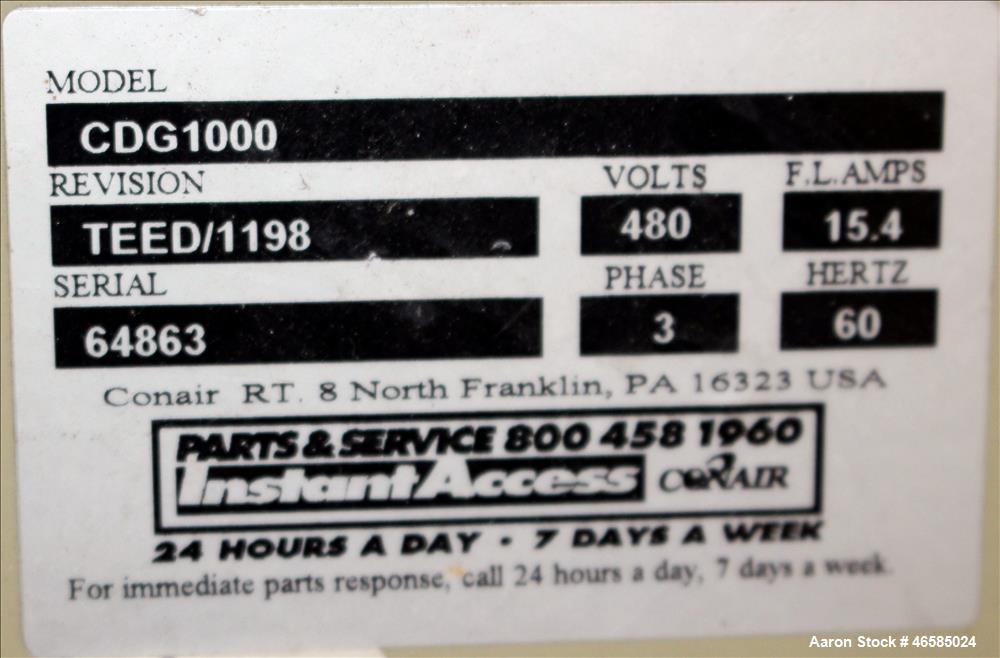 MODEL
CDG1000
REVISION VOLTS F.L.AMPS
TEED/1198 480 15.4
SERIAL PHASE HERTZ
64863 3 60
Conair RT. 8 North Franklin, PA 16323 USA
PARTS & SERVICE 800 458 1960
Instant Access CONAIR
24 HOURS A DAY · 7 DAYS A WEEK
For immediate parts response, call 24 hours a day, 7 days a week.
Aaron Stock # 46585024